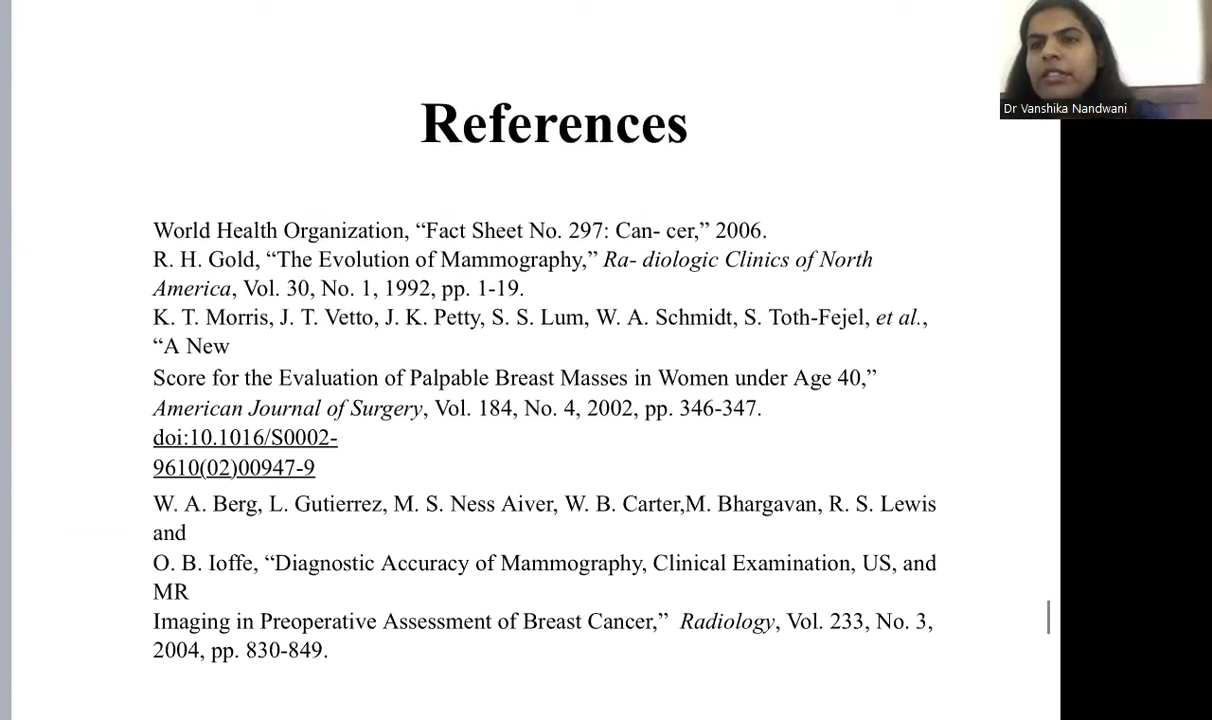 References
Dr Vanshika Nandwani
World Health Organization, “Fact Sheet No. 297: Can- cer,” 2006.
R. H. Gold, “The Evolution of Mammography,” Ra- diologic Clinics of North
America, Vol. 30, No. 1, 1992, pp. 1-19.
K. T. Morris, J. T. Vetto, J. K. Petty, S. S. Lum, W. A. Schmidt, S. Toth-Fejel, et al.,
“A New
Score for the Evaluation of Palpable Breast Masses in Women under Age 40,”
American Journal of Surgery, Vol. 184, No. 4, 2002, pp. 346-347.
doi:10.1016/S0002-
9610(02)00947-9
W. A. Berg, L. Gutierrez, M. S. Ness Aiver, W. B. Carter,M. Bhargavan, R. S. Lewis
and
O. B. Ioffe, “Diagnostic Accuracy of Mammography, Clinical Examination, US, and
MR
Imaging in Preoperative Assessment of Breast Cancer,” Radiology, Vol. 233, No. 3,
2004, pp. 830-849.